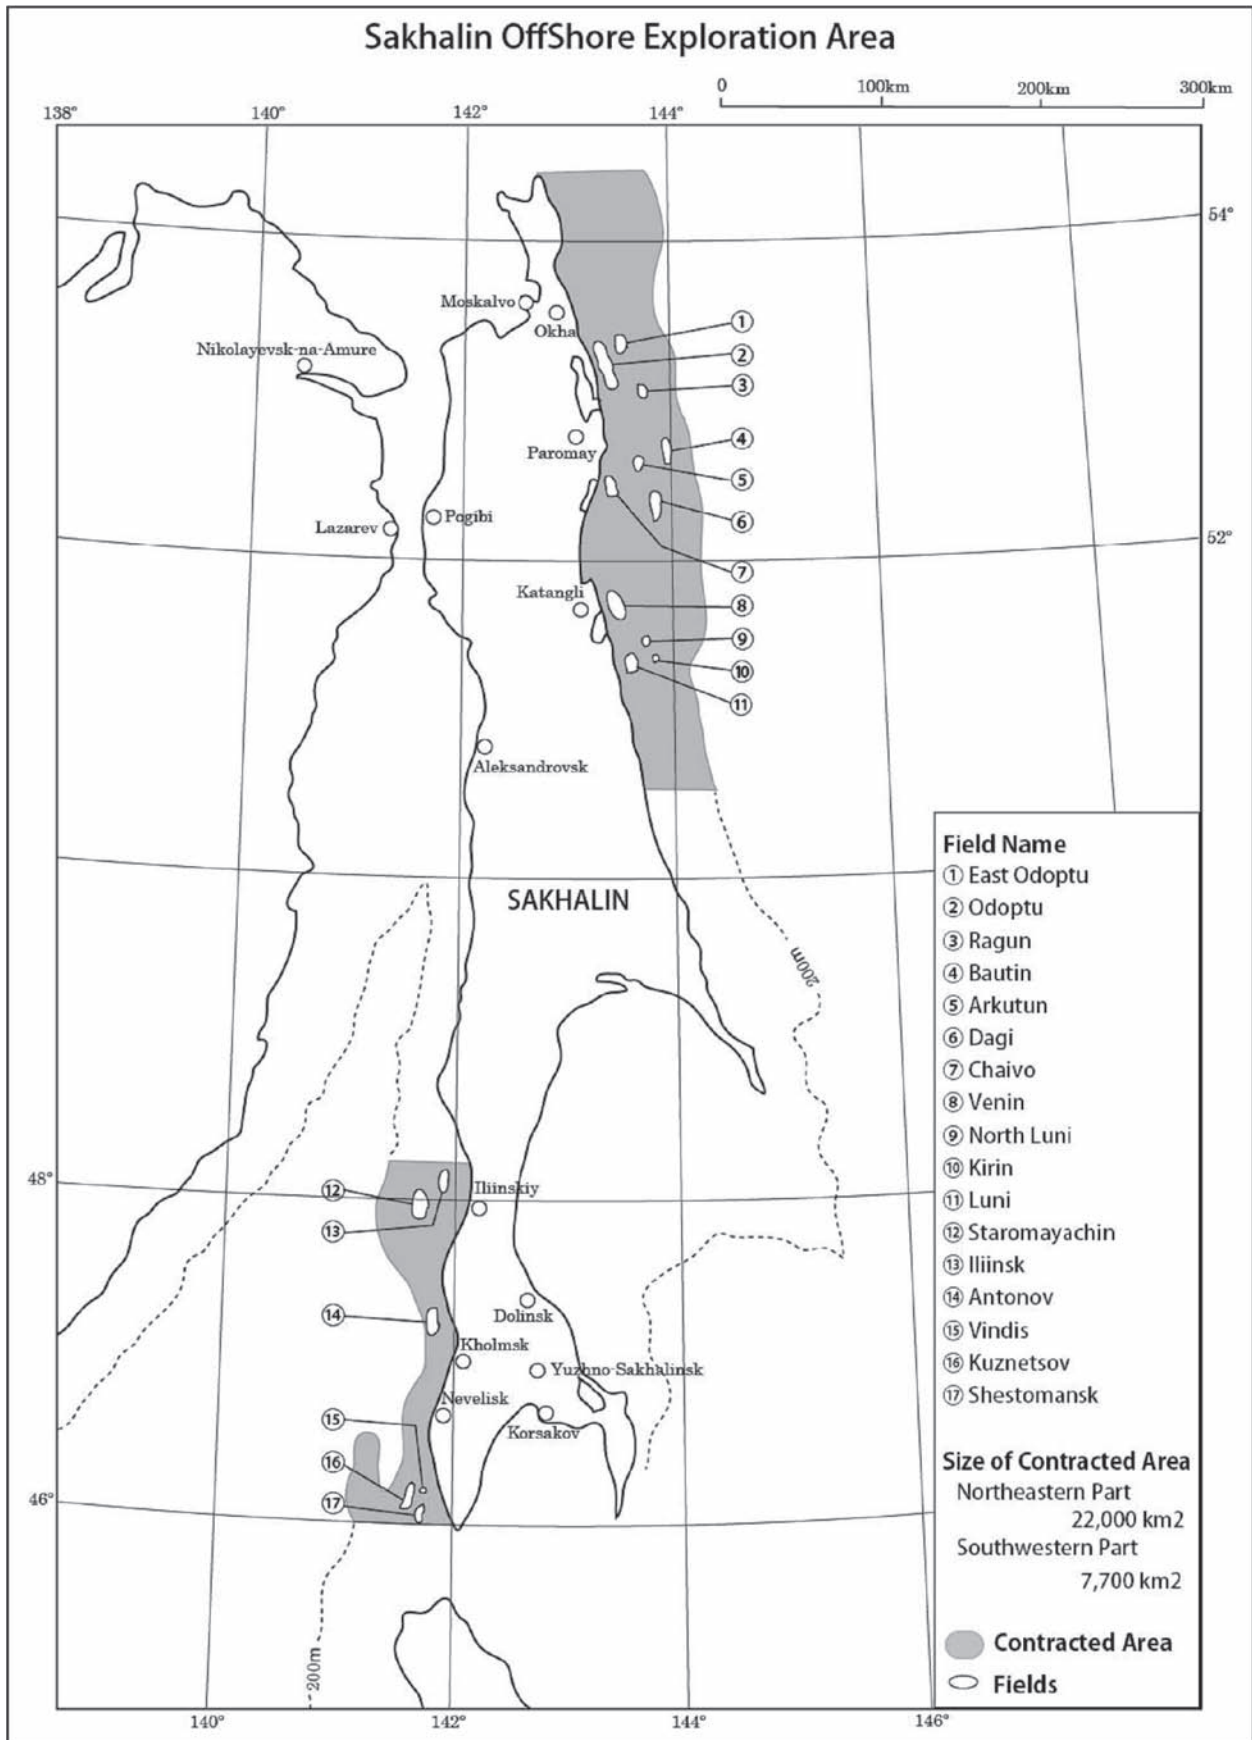 Sakhalin OffShore Exploration Area
0 100km 200km 300km
138° 140° 142° 144°
54°
Moskalvo
Okha
①
Nikolayevsk-na-Amure
②
③
④
Paromay
⑤
Lazarev
Pogibi
⑥
52°
⑦
Katangli
⑧
⑨
⑩
⑪
Aleksandrovsk
SAKHALIN
200m
48°
⑫
Iliinskiy
⑬
⑭
Dolinsk
Kholmsk
Yuzhno-Sakhalinsk
Nevelisk
⑮
Korsakov
⑯
46°
⑰
200m
140° 142° 144° 146°
Field Name
① East Odoptu
② Odoptu
③ Ragun
④ Bautin
⑤ Arkutun
⑥ Dagi
⑦ Chaivo
⑧ Venin
⑨ North Luni
⑩ Kirin
⑪ Luni
⑫ Staromayachin
⑬ Iliinsk
⑭ Antonov
⑮ Vindis
⑯ Kuznetsov
⑰ Shestomansk
Size of Contracted Area
Northeastern Part
22,000 km2
Southwestern Part
7,700 km2
Contracted Area
Fields